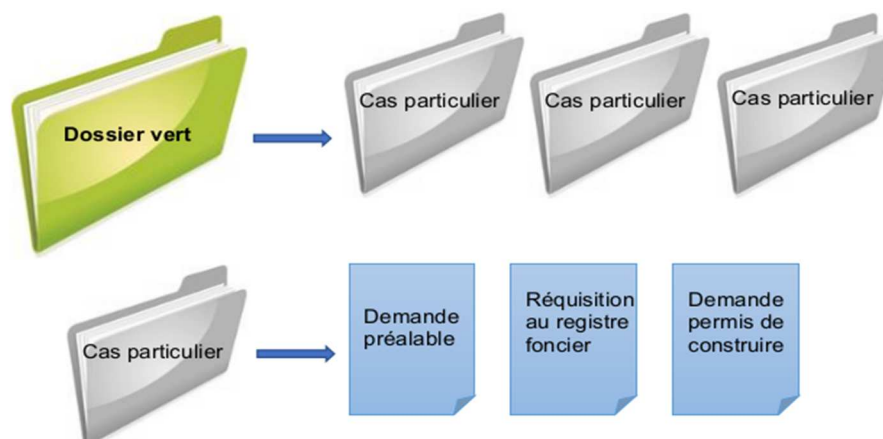 Dossier vert
Cas particulier
Cas particulier
Cas particulier
Cas particulier
Demande
préalable
Réquisition
au registre
foncier
Demande
permis de
construire